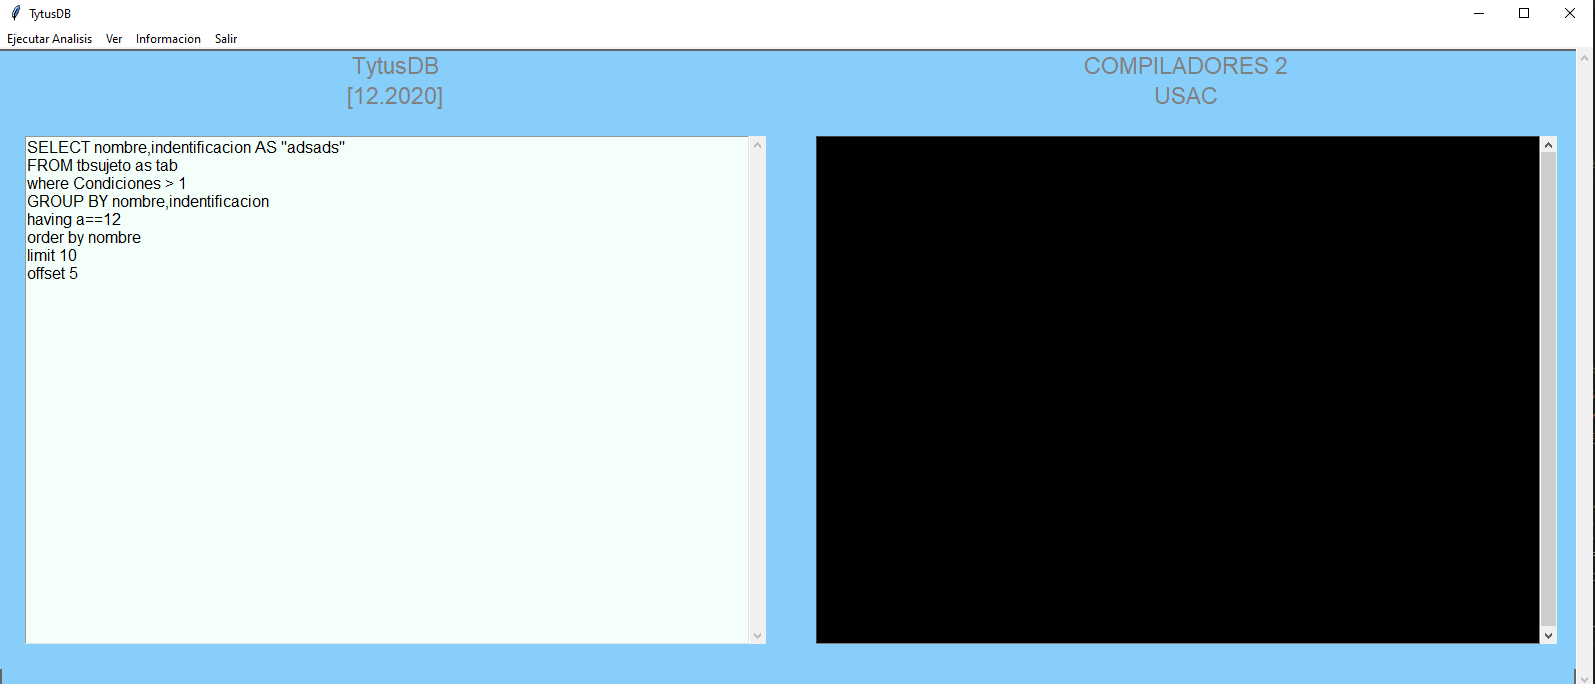 TytusDB
Ejecutar Analisis Ver Informacion Salir
TytusDB
[12.2020]
COMPILADORES 2
USAC
SELECT nombre,indentificacion AS "adsads"
FROM tbsujeto as tab
where Condiciones > 1
GROUP BY nombre,indentificacion
having a==12
order by nombre
limit 10
offset 5